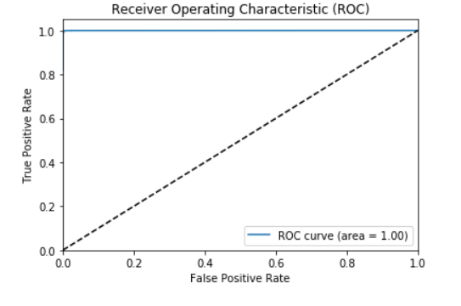 Receiver Operating Characteristic (ROC)
True Positive Rate
1.0
0.8
0.6
0.4
0.2
0.0
ROC curve (area = 1.00)
0.0 0.2 0.4 0.6 0.8 1.0
False Positive Rate